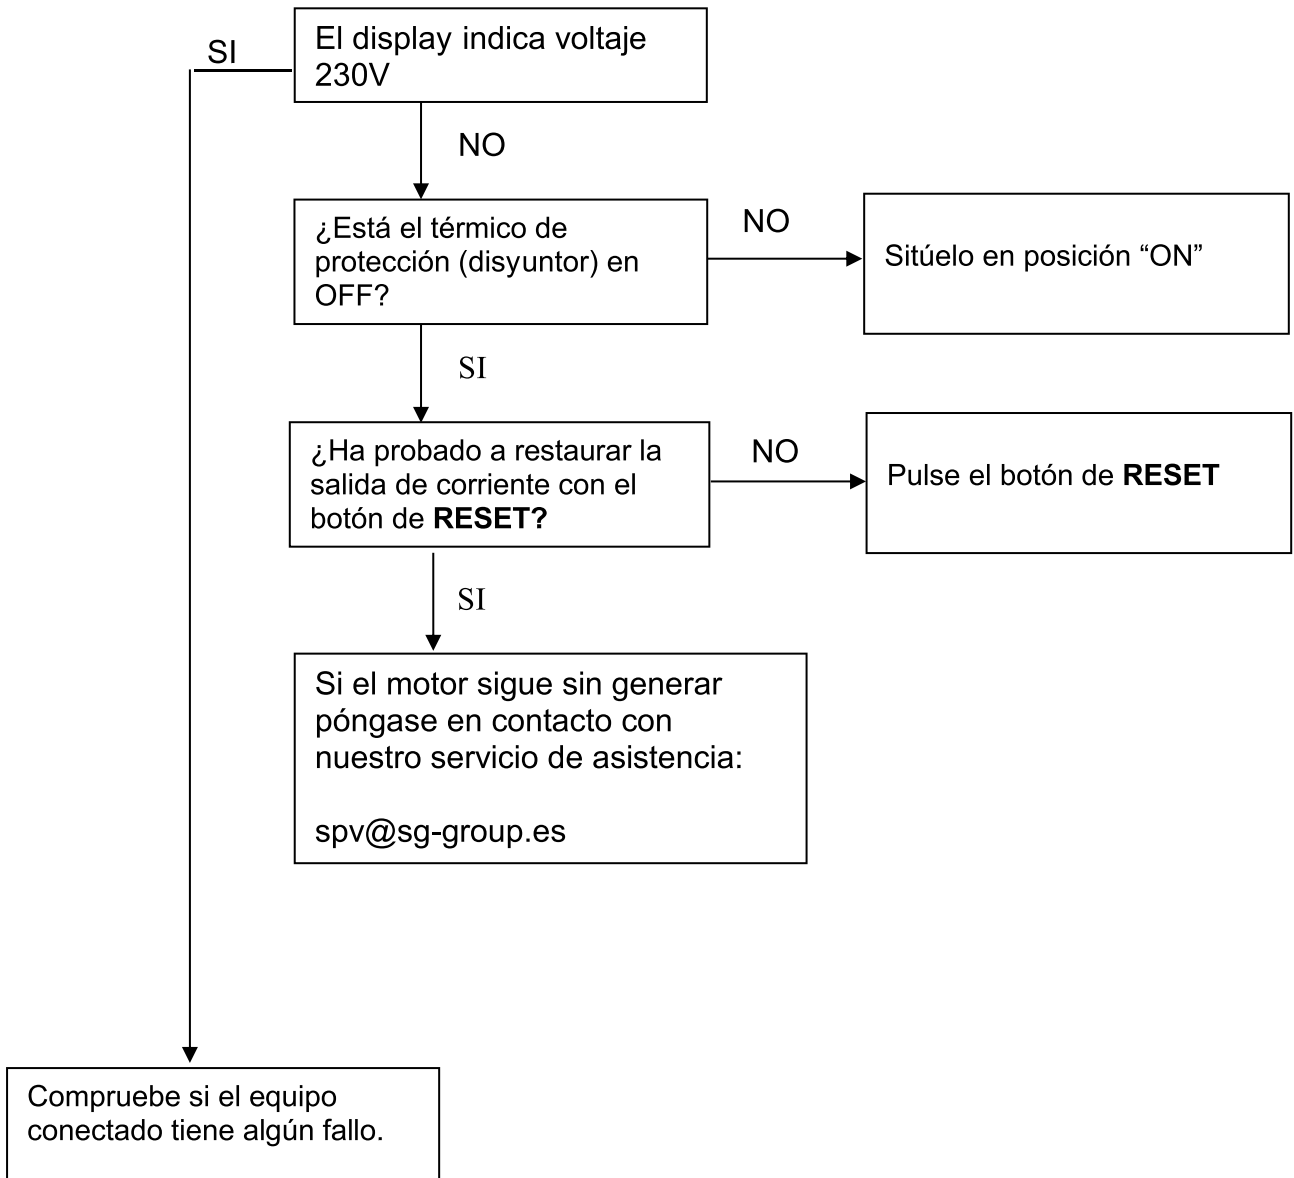 SI
El display indica voltaje
230V
NO
¿Está el térmico de
protección (disyuntor) en
OFF?
NO
Sitúelo en posición “ON”
SI
¿Ha probado a restaurar la
salida de corriente con el
botón de RESET?
NO
Pulse el botón de RESET
SI
Si el motor sigue sin generar
póngase en contacto con
nuestro servicio de asistencia:
spv@sg-group.es
Compruebe si el equipo
conectado tiene algún fallo.